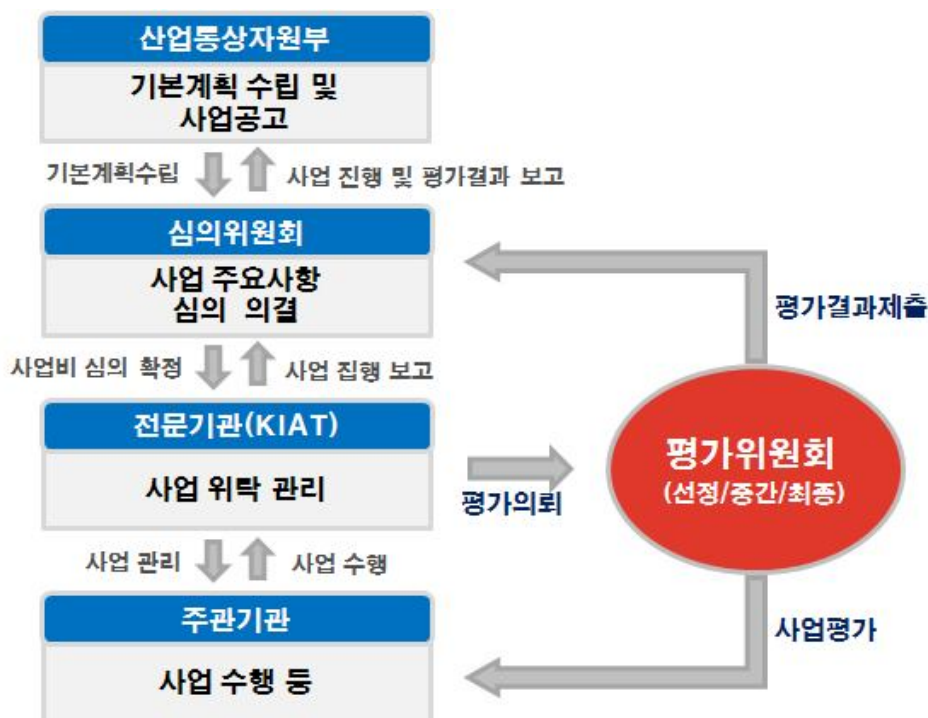 산업통상자원부
기본계획 수립 및
사업공고
기본계획수립
사업 진행 및 평가결과 보고
심의위원회
사업 주요사항
심의 의결
평가결과제출
사업비 심의 확정
사업 집행 보고
전문기관(KIAT)
사업 위탁 관리
평가의뢰
평가위원회
(선정/중간/최종)
사업 관리
사업 수행
주관기관
사업 수행 등
사업평가